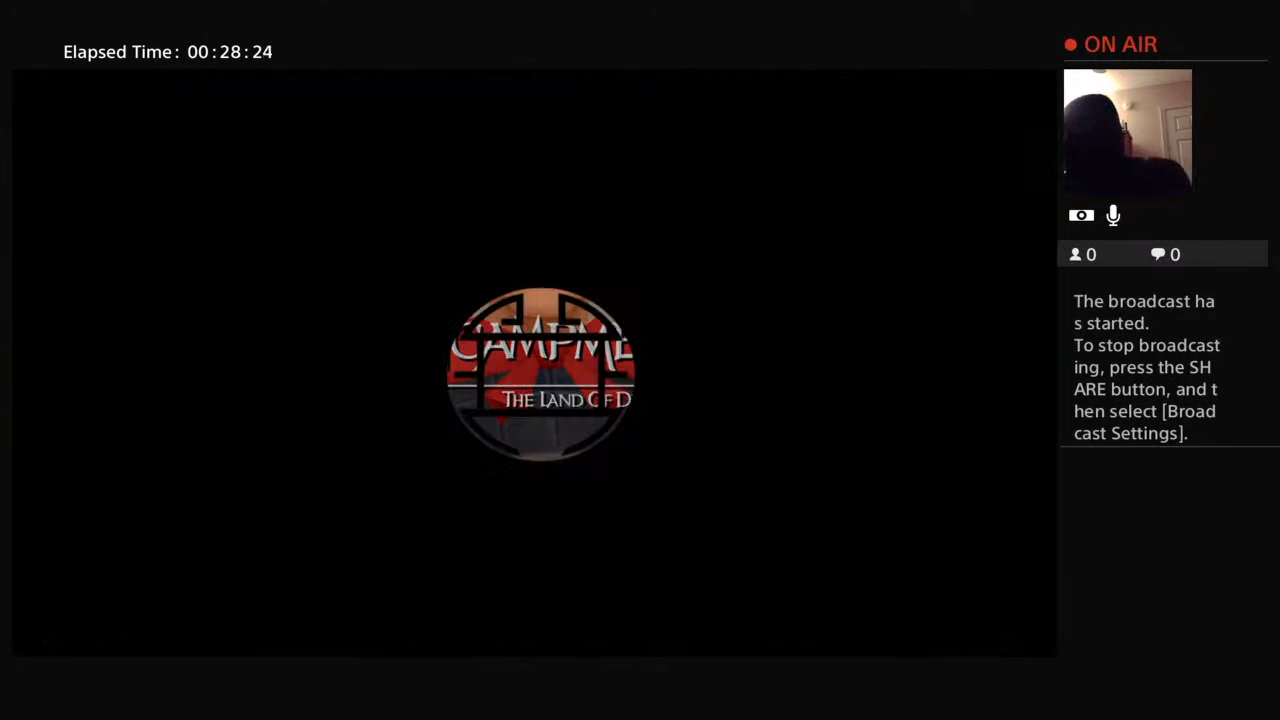 Elapsed Time: 00:28:24
ON AIR
0 0
The broadcast ha
s started.
To stop broadcast
ing, press the SH
ARE button, and t
hen select [Broad
cast Settings].
CAMPME
THE LAND OF D